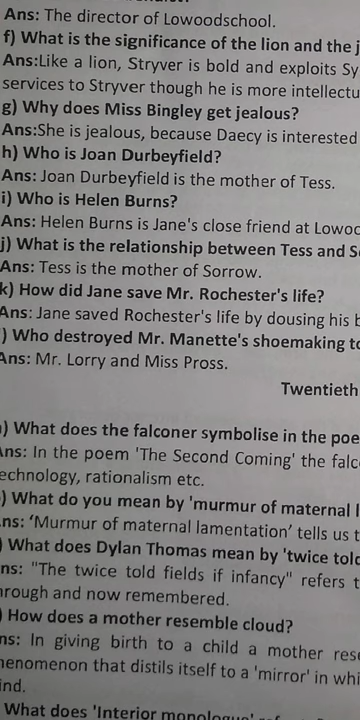 Ans: The director of Lowoodschool.
f) What is the significance of the lion and the j
Ans:Like a lion, Stryver is bold and exploits Sy
services to Stryver though he is more intellectu
g) Why does Miss Bingley get jealous?
Ans:She is jealous, because Daecy is interested
h) Who is Joan Durbeyfield?
Ans: Joan Durbeyfield is the mother of Tess.
i) Who is Helen Burns?
Ans: Helen Burns is Jane's close friend at Lowoo
j) What is the relationship between Tess and So
Ans: Tess is the mother of Sorrow.
k) How did Jane save Mr. Rochester's life?
Ans: Jane saved Rochester's life by dousing his b
) Who destroyed Mr. Manette's shoemaking to
Ans: Mr. Lorry and Miss Pross.
Twentieth
) What does the falconer symbolise in the poe
Ans: In the poem 'The Second Coming' the falc
echnology, rationalism etc.
) What do you mean by 'murmur of maternal l
ns: 'Murmur of maternal lamentation' tells us t
) What does Dylan Thomas mean by 'twice told
ns: "The twice told fields if infancy" refers t
hrough and now remembered.
) How does a mother resemble cloud?
ns: In giving birth to a child a mother rese
henomenon that distils itself to a 'mirror' in whi
ind.
What does 'Interior monologue'